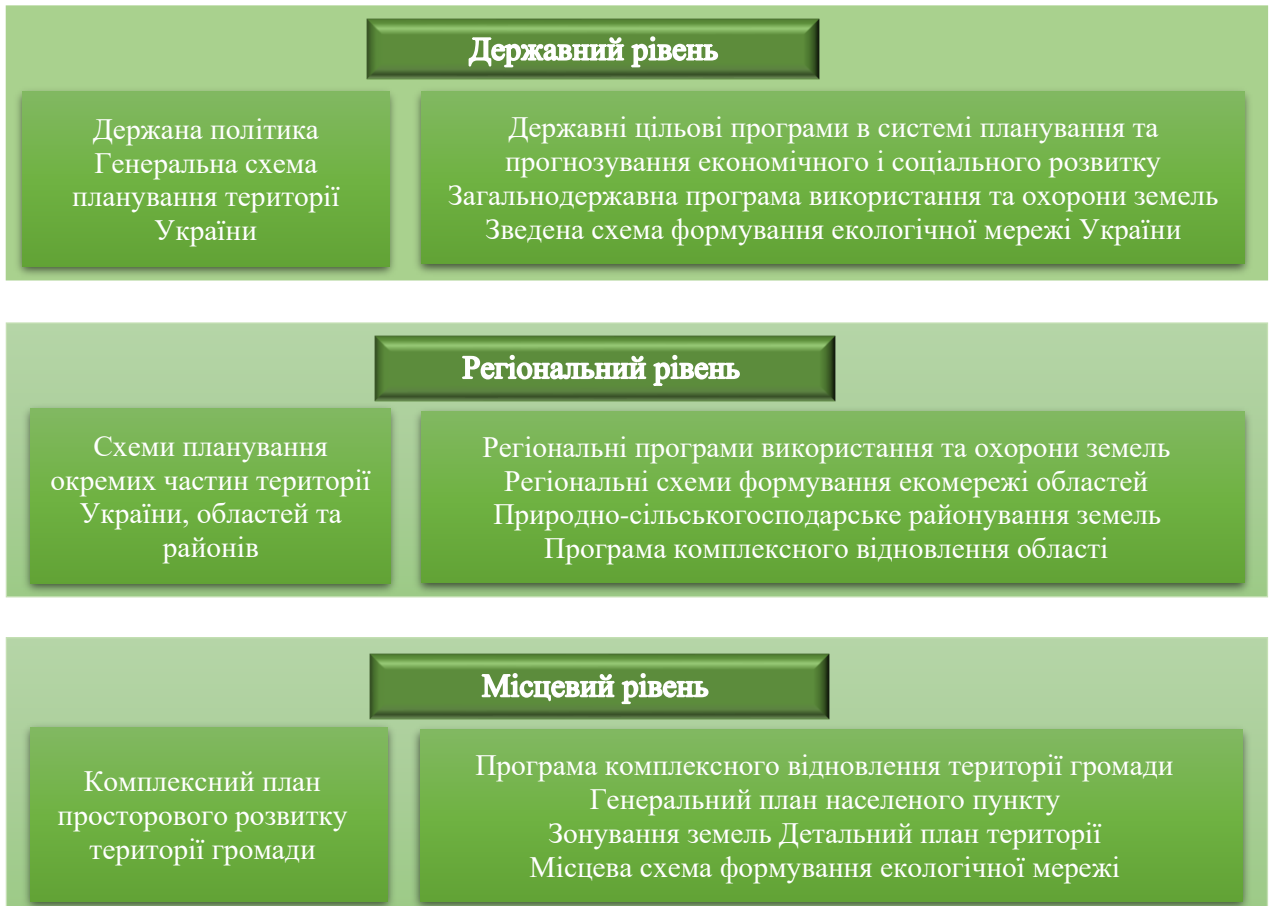 Державний рівень
Держана політика
Генеральна схема
планування території
України
Державні цільові програми в системі планування та
прогнозування економічного і соціального розвитку
Загальнодержавна програма використання та охорони земель
Зведена схема формування екологічної мережі України
Регіональний рівень
Схеми планування
окремих частин території
України, областей та
районів
Регіональні програми використання та охорони земель
Регіональні схеми формування екомережі областей
Природно-сільськогосподарське районування земель
Програма комплексного відновлення області
Місцевий рівень
Комплексний план
просторового розвитку
території громади
Програма комплексного відновлення території громади
Генеральний план населеного пункту
Зонування земель Детальний план території
Місцева схема формування екологічної мережі